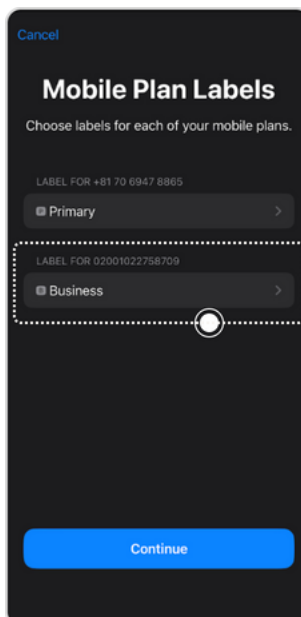 Cancel
Mobile Plan Labels
Choose labels for each of your mobile plans.
LABEL FOR +81 70 6947 8865
Primary
LABEL FOR 02001022758709
Business
Continue